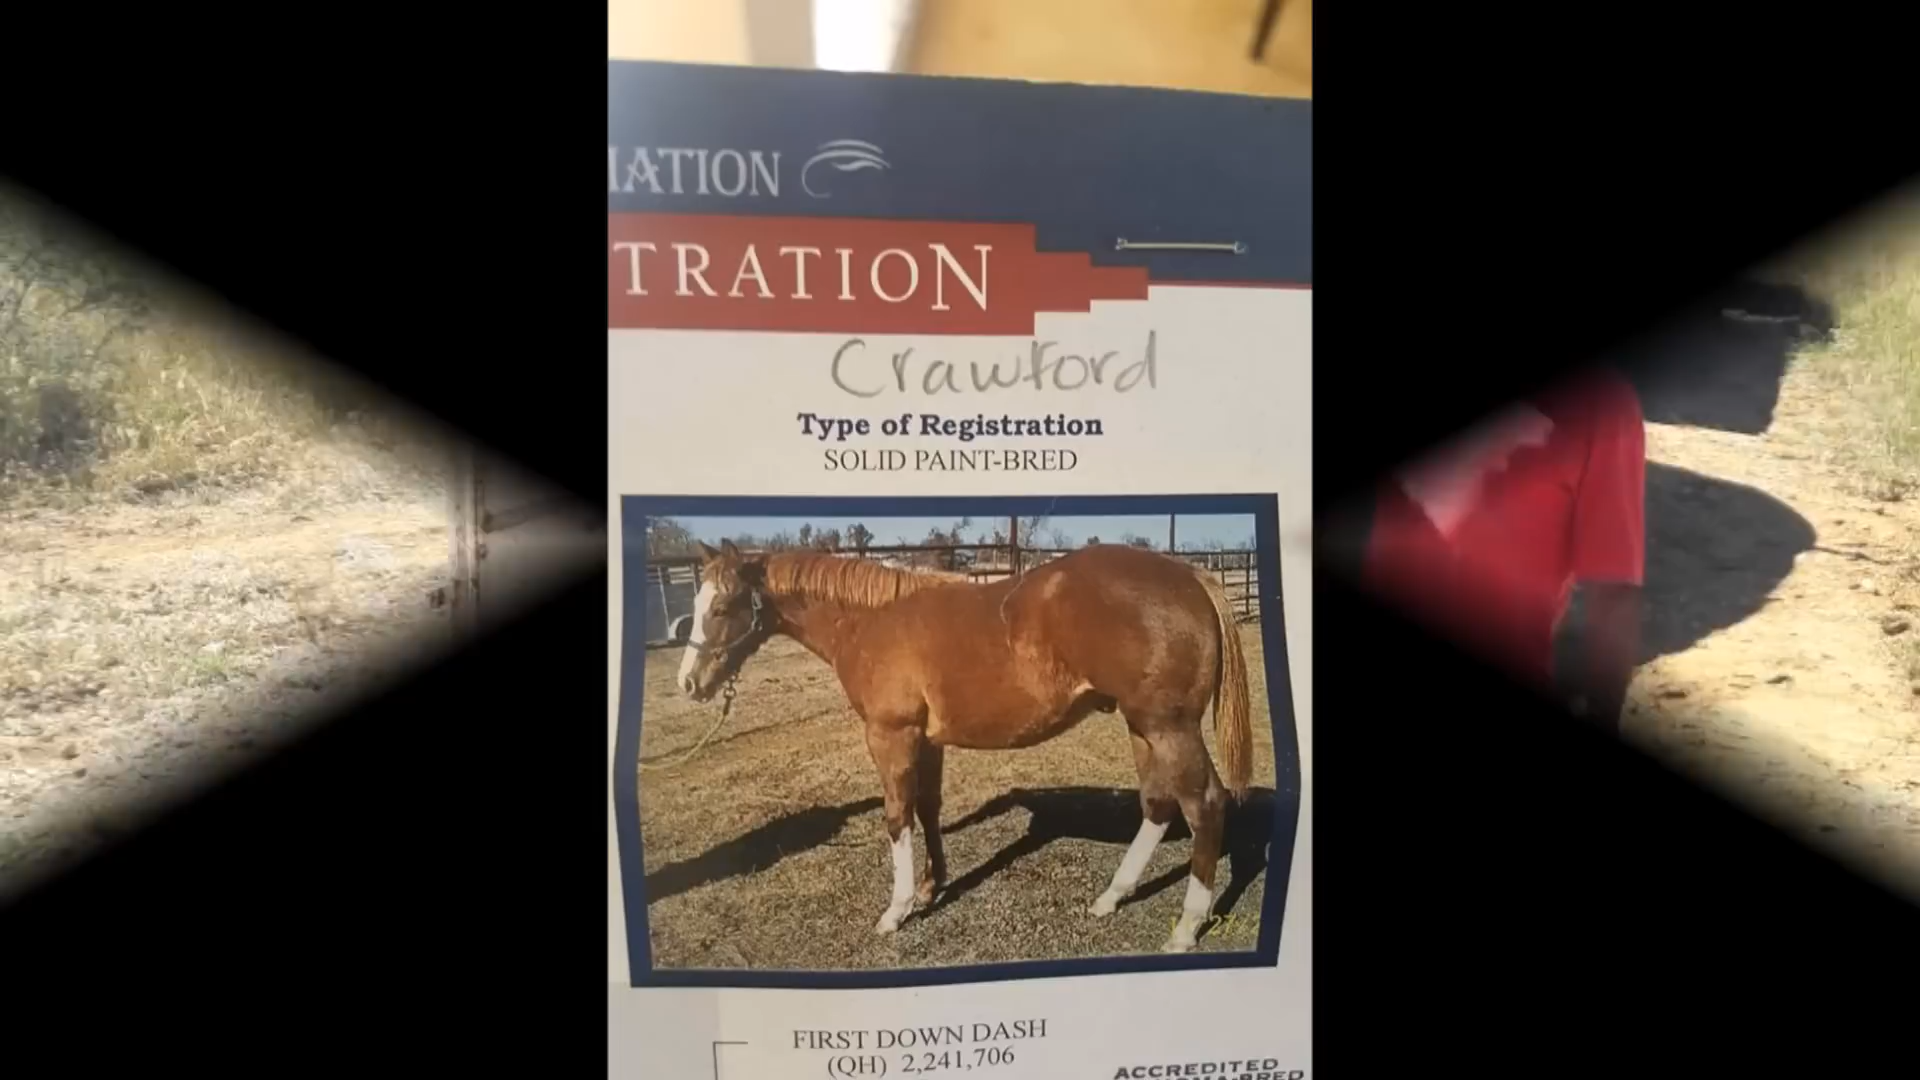 IATION
TRATION
Crawford
Type of Registration
SOLID PAINT-BRED
FIRST DOWN DASH
(QH) 2,241,706
ACCREDITED